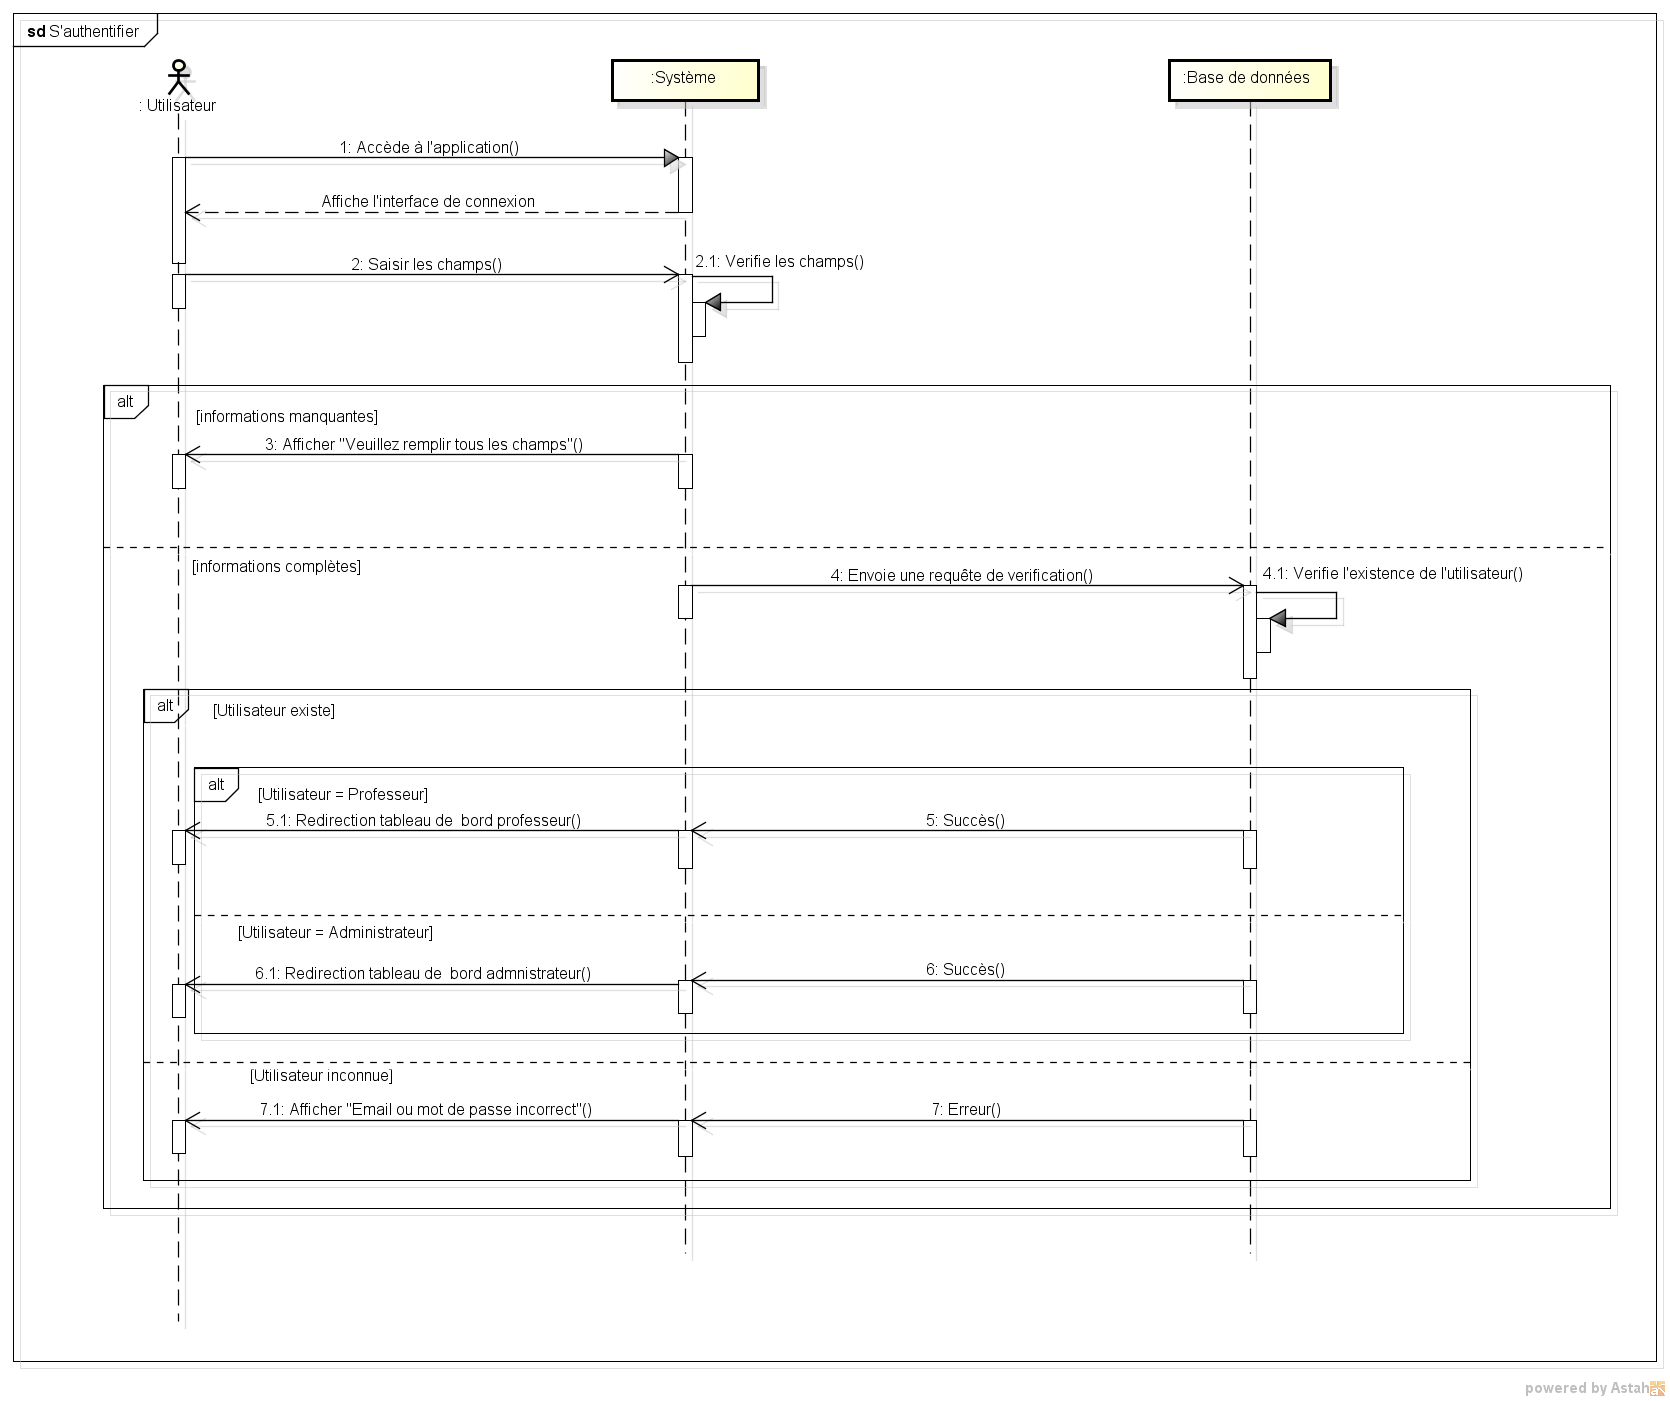 sd S'authentifier
: Utilisateur
:Système
:Base de données
1: Accède à l'application()
Affiche l'interface de connexion
2: Saisir les champs()
2.1: Verifie les champs()
alt
[informations manquantes]
3: Afficher "Veuillez remplir tous les champs"()
[informations complètes]
4: Envoie une requête de verification()
4.1: Verifie l'existence de l'utilisateur()
alt
[Utilisateur existe]
alt
[Utilisateur = Professeur]
5.1: Redirection tableau de  bord professeur()
5: Succès()
[Utilisateur = Administrateur]
6.1: Redirection tableau de  bord admnistrateur()
6: Succès()
[Utilisateur inconnue]
7.1: Afficher "Email ou mot de passe incorrect"()
7: Erreur()
powered by Astah